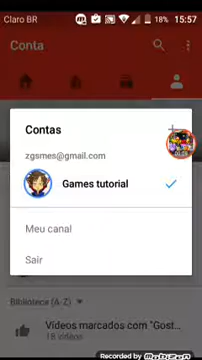 Claro BR
15:57
Conta
Contas
zgsmes@gmail.com
Games tutorial
Meu canal
Sair
Biblioteca (A-Z)
Vídeos marcados com "Gost...
18 vídeos
Recorded by Mobizen